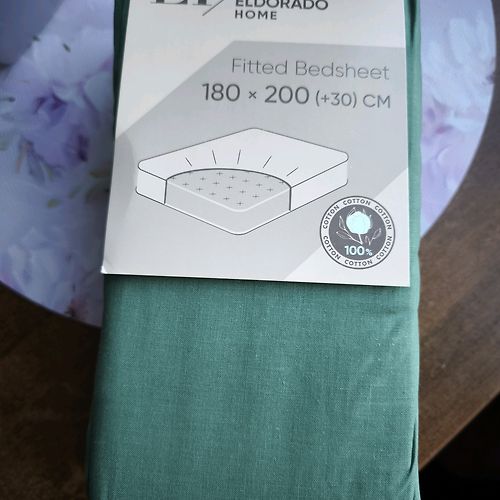 ELDORADO
HOME
Fitted Bedsheet
180 × 200 (+30) CM
COTTON COTTON COTTON
100%
COTTON COTTON COTTON